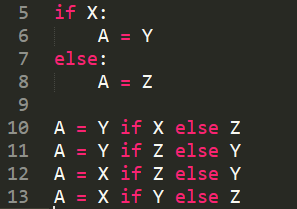 5 if X:
6     A = Y
7 else:
8     A = Z
9
10 A = Y if X else Z
11 A = Y if Z else Y
12 A = X if Z else Y
13 A = X if Y else Z